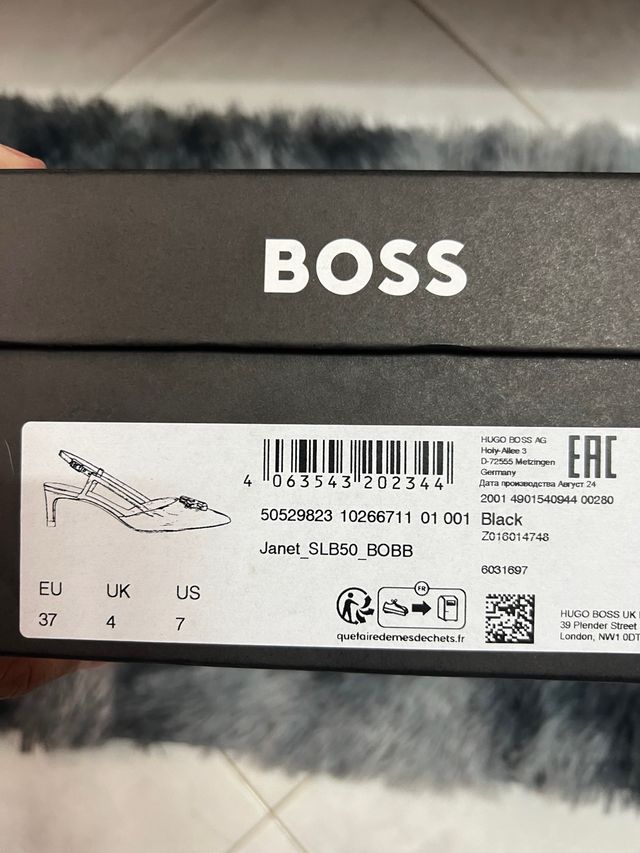 BOSS
4 063543 202344
50529823 10266711 01 001
Janet_SLB50_BOBB
EU UK US
37 4 7
FR
quefairedemesdechets.fr
HUGO BOSS AG
Holy-Allee 3
D-72555 Metzingen
Germany
EAC
Дата производства Август 24
2001 4901540944 00280
Black
Z016014748
6031697
HUGO BOSS UK
39 Plender Street
London, NW1 0DT